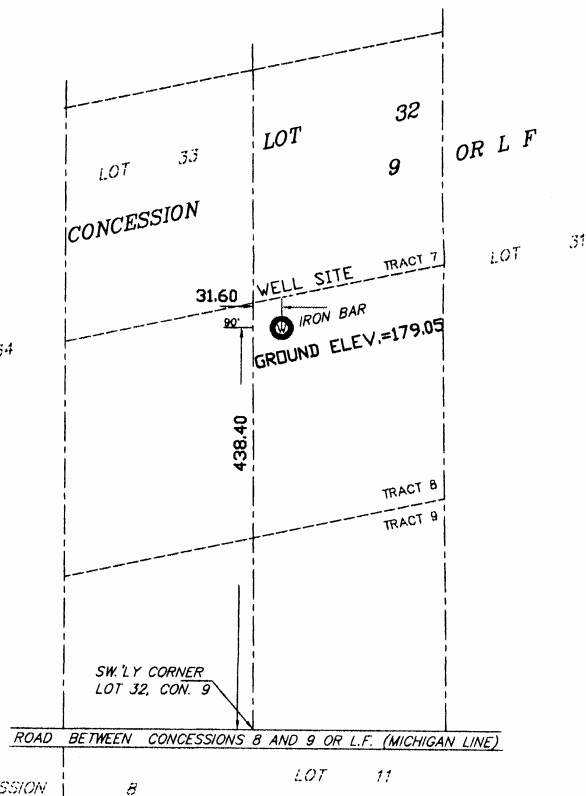 32
LOT
OR L F
LOT 33
9
CONCESSION
LOT 31
TRACT 7
WELL SITE
31.60
IRON BAR
90°
GROUND ELEV.=179.05
438.40
TRACT 8
TRACT 9
SW.'LY CORNER
LOT 32, CON. 9
ROAD BETWEEN CONCESSIONS 8 AND 9 OR L.F. (MICHIGAN LINE)
LOT 11
8